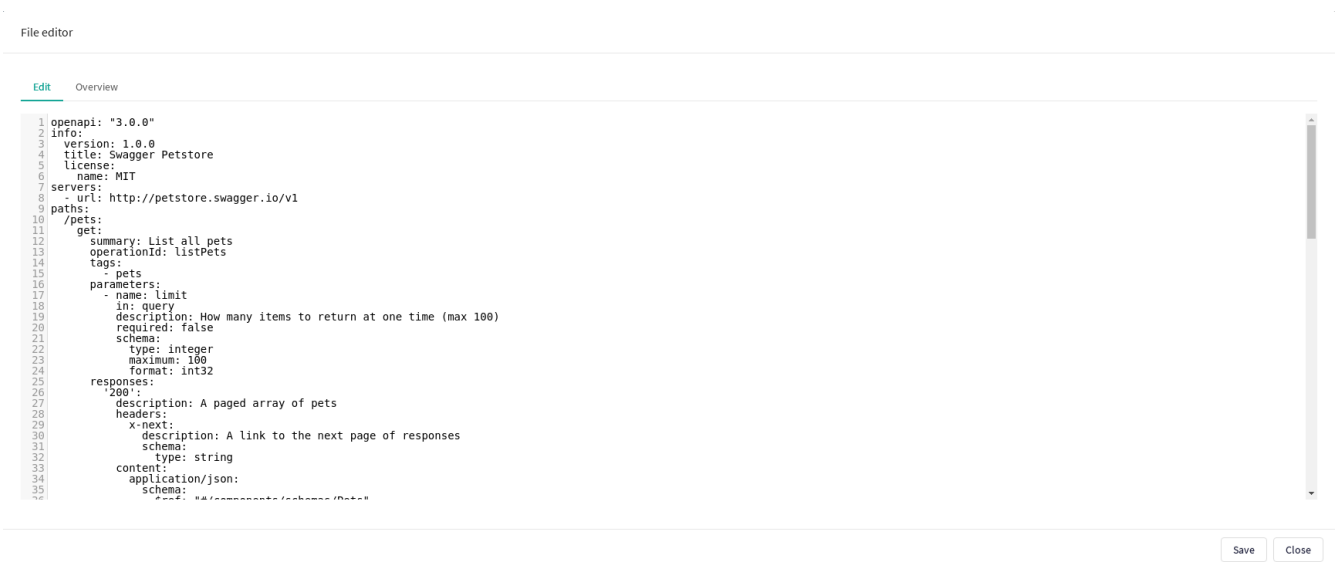 File editor
Edit Overview
1 openapi: "3.0.0"
2 info:
3   version: 1.0.0
4   title: Swagger Petstore
5   license:
6     name: MIT
7 servers:
8   - url: http://petstore.swagger.io/v1
9 paths:
10   /pets:
11     get:
12       summary: List all pets
13       operationId: listPets
14       tags:
15         - pets
16       parameters:
17         - name: limit
18           in: query
19           description: How many items to return at one time (max 100)
20           required: false
21           schema:
22             type: integer
23             maximum: 100
24             format: int32
25       responses:
26         '200':
27           description: A paged array of pets
28           headers:
29             x-next:
30               description: A link to the next page of responses
31               schema:
32                 type: string
33           content:
34             application/json:
35               schema:
36                 $ref: "#/components/schemas/Pets"
Save Close